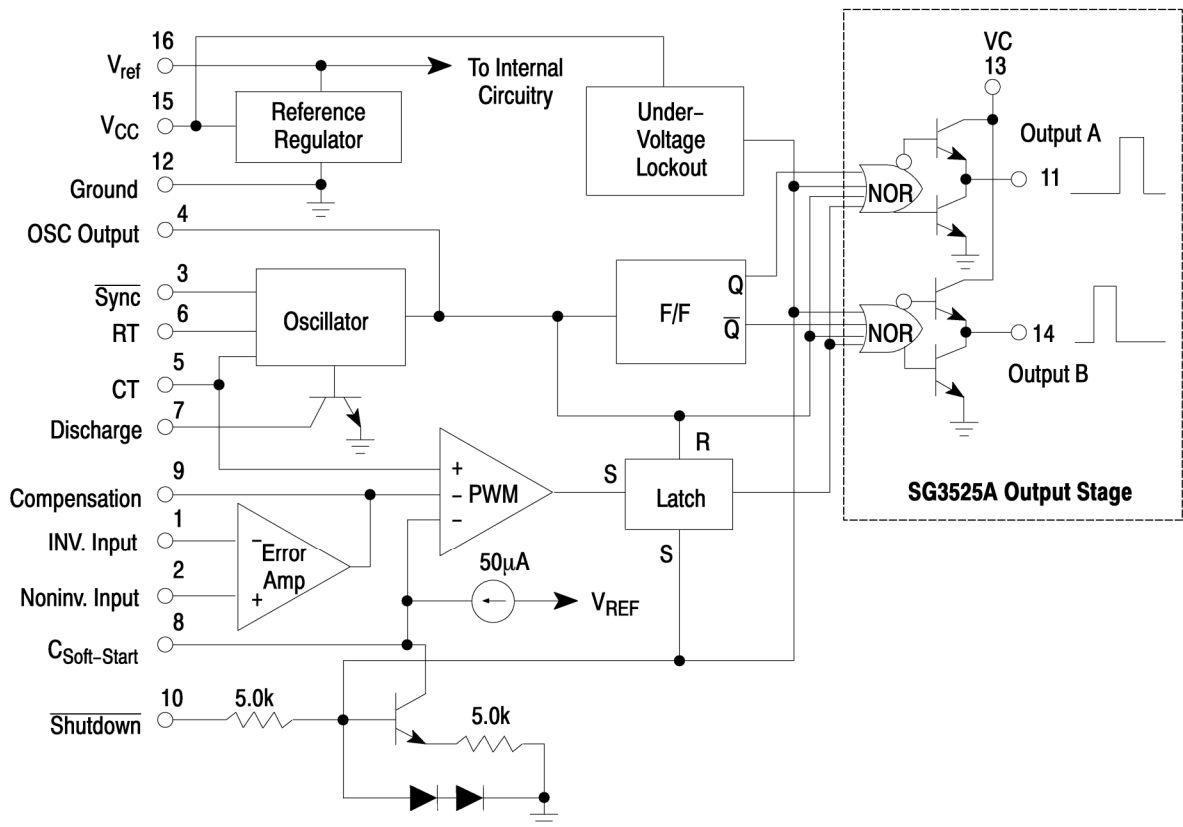 16
Vref
15
VCC
12
Ground
4
OSC Output
3
Sync
6
RT
5
CT
7
Discharge
9
Compensation
1
INV. Input
2
Noninv. Input
8
CSoft−Start
10
Shutdown
5.0k
To Internal
Circuitry
Reference
Regulator
Under−
Voltage
Lockout
Oscillator
F/F
Q
Q
+
−
−
PWM
−
Error
Amp
+
S
R
Latch
S
50μA
VREF
5.0k
VC
13
Output A
NOR
11
NOR
14
Output B
SG3525A Output Stage